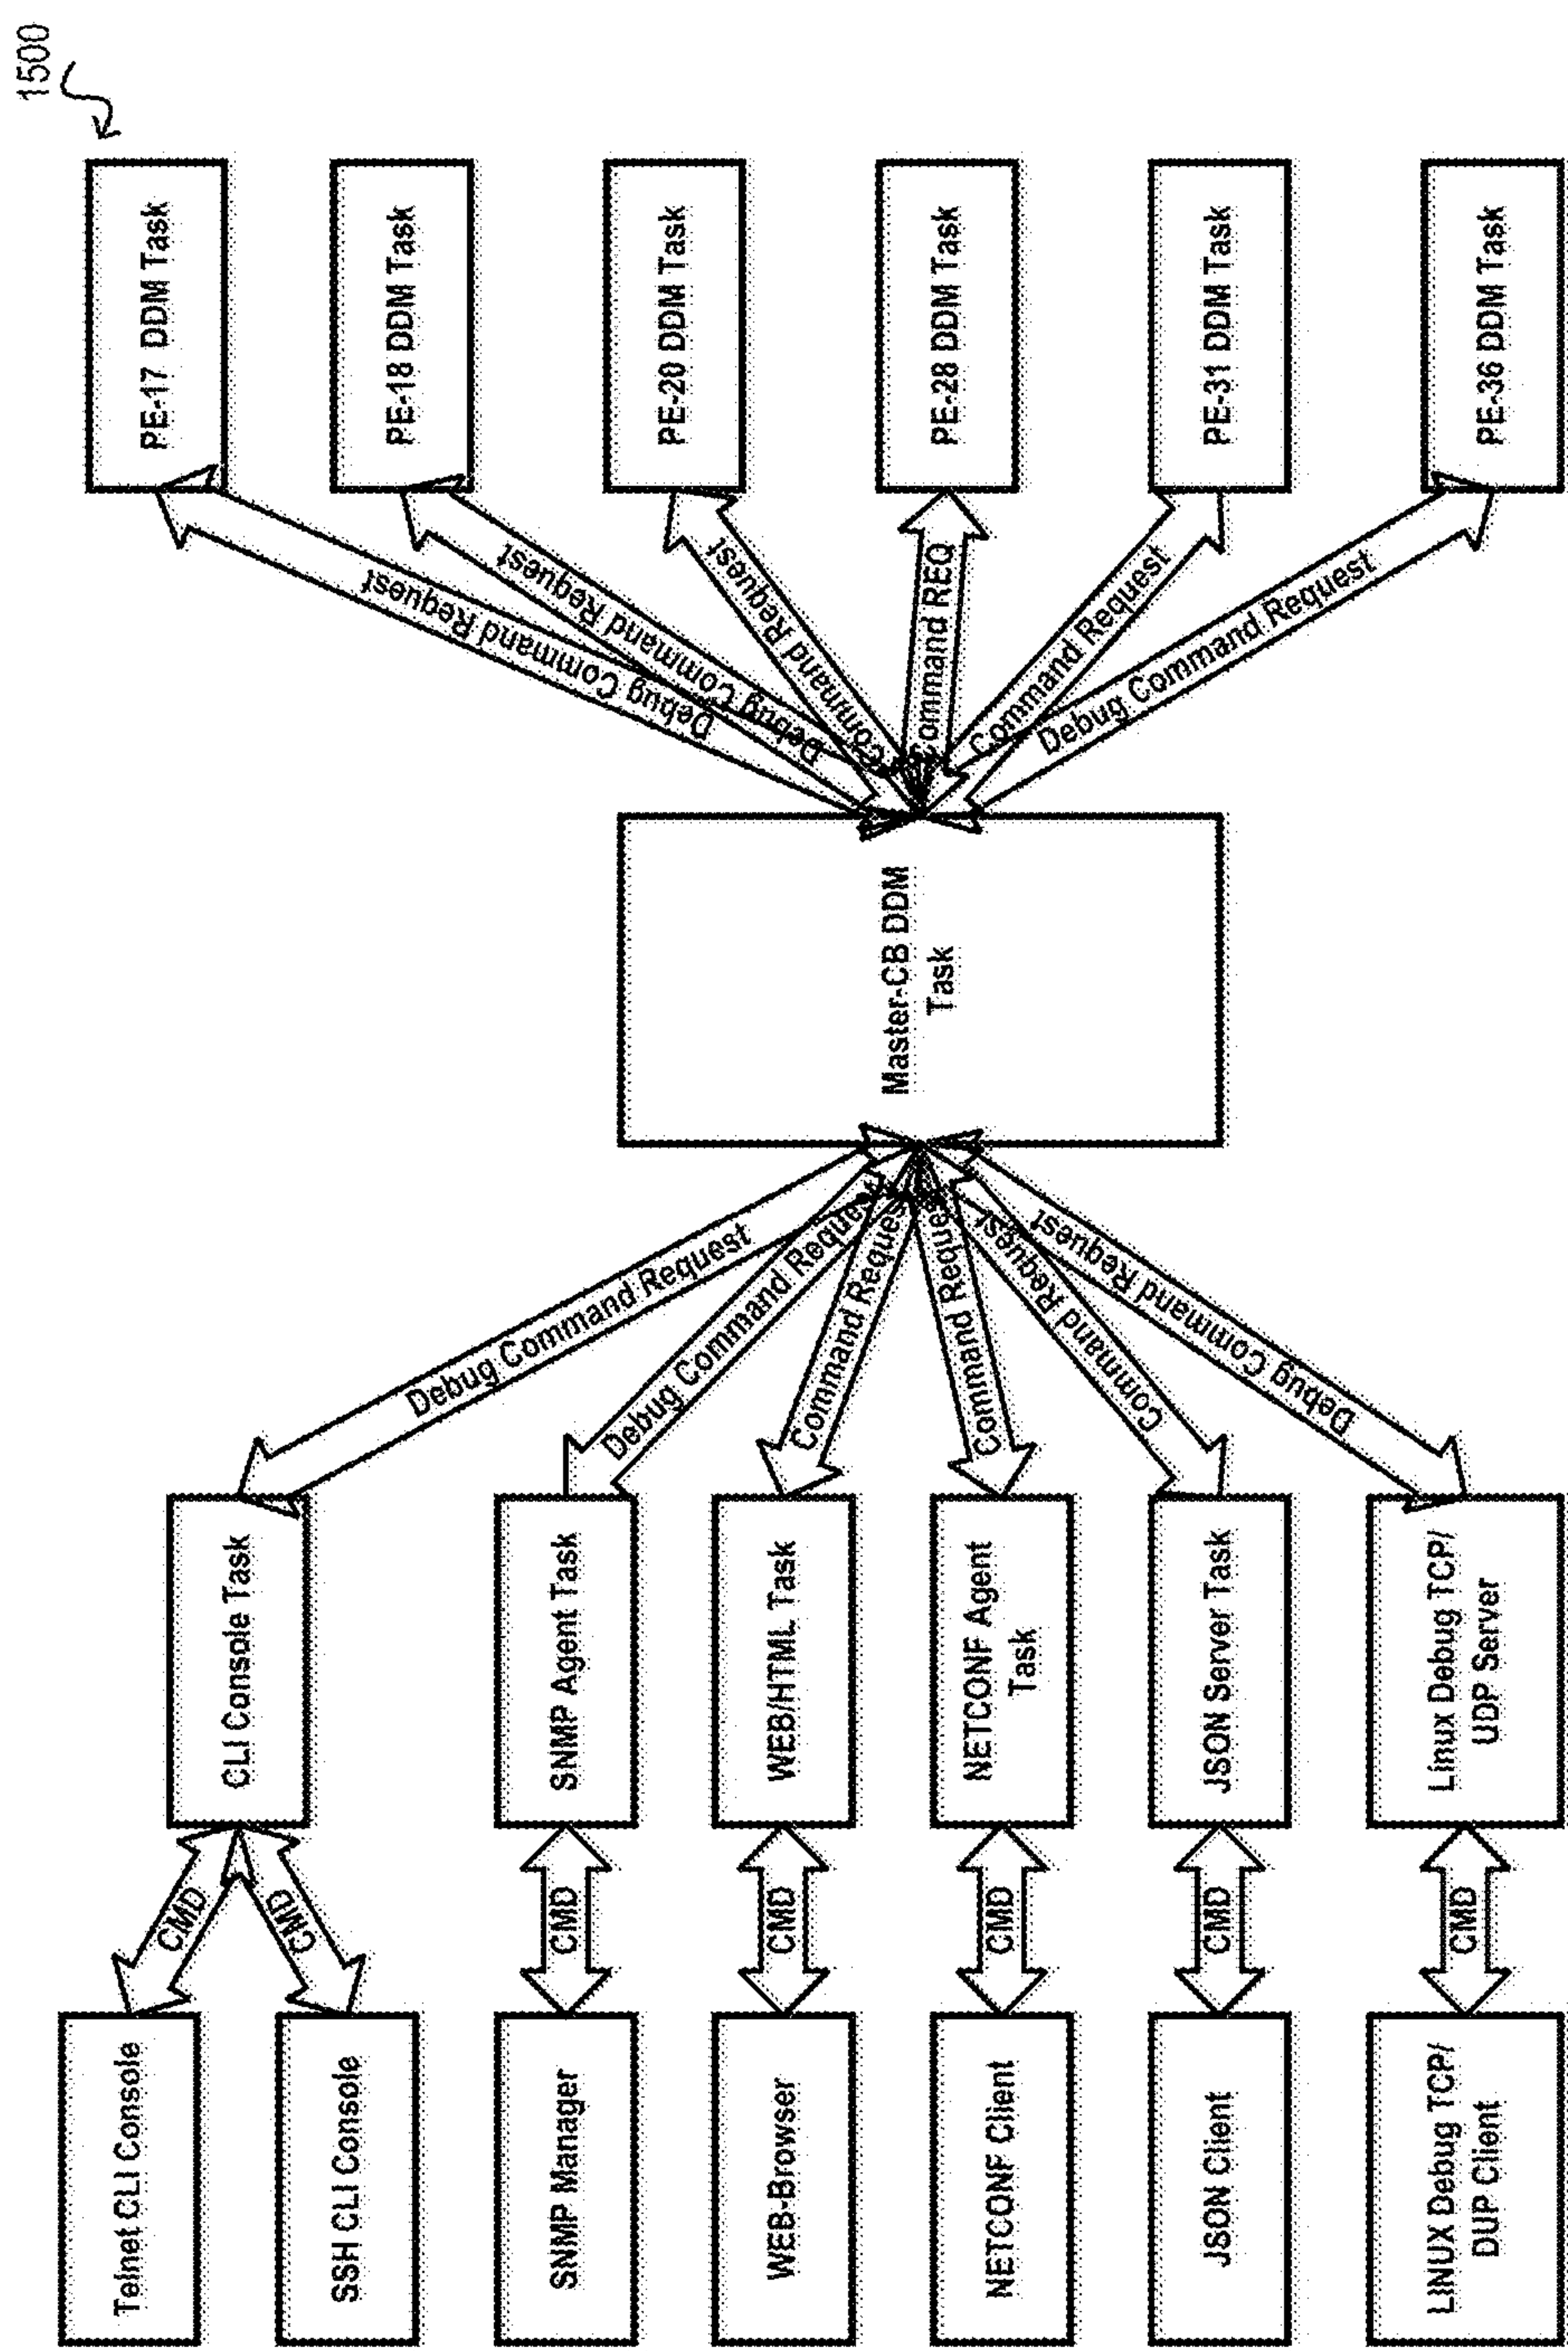 1500
Telnet CLI Console
SSH CLI Console
SNMP Manager
WEB-Browser
NETCONF Client
JSON Client
LINUX Debug TCP/
DUP Client
CMD
CMD
CMD
CMD
CMD
CMD
CMD
CLI Console Task
SNMP Agent Task
WEB/HTML Task
NETCONF Agent
Task
JSON Server Task
Linux Debug TCP/
UDP Server
Debug Command Request
Debug Command Request
Command Request
Command Request
Command Request
Debug Command Request
Master-CB DDM
Task
Debug Command Request
Debug Command Request
Command Request
Command REQ
Command Request
Debug Command Request
PE-17 DDM Task
PE-18 DDM Task
PE-20 DDM Task
PE-28 DDM Task
PE-31 DDM Task
PE-36 DDM Task